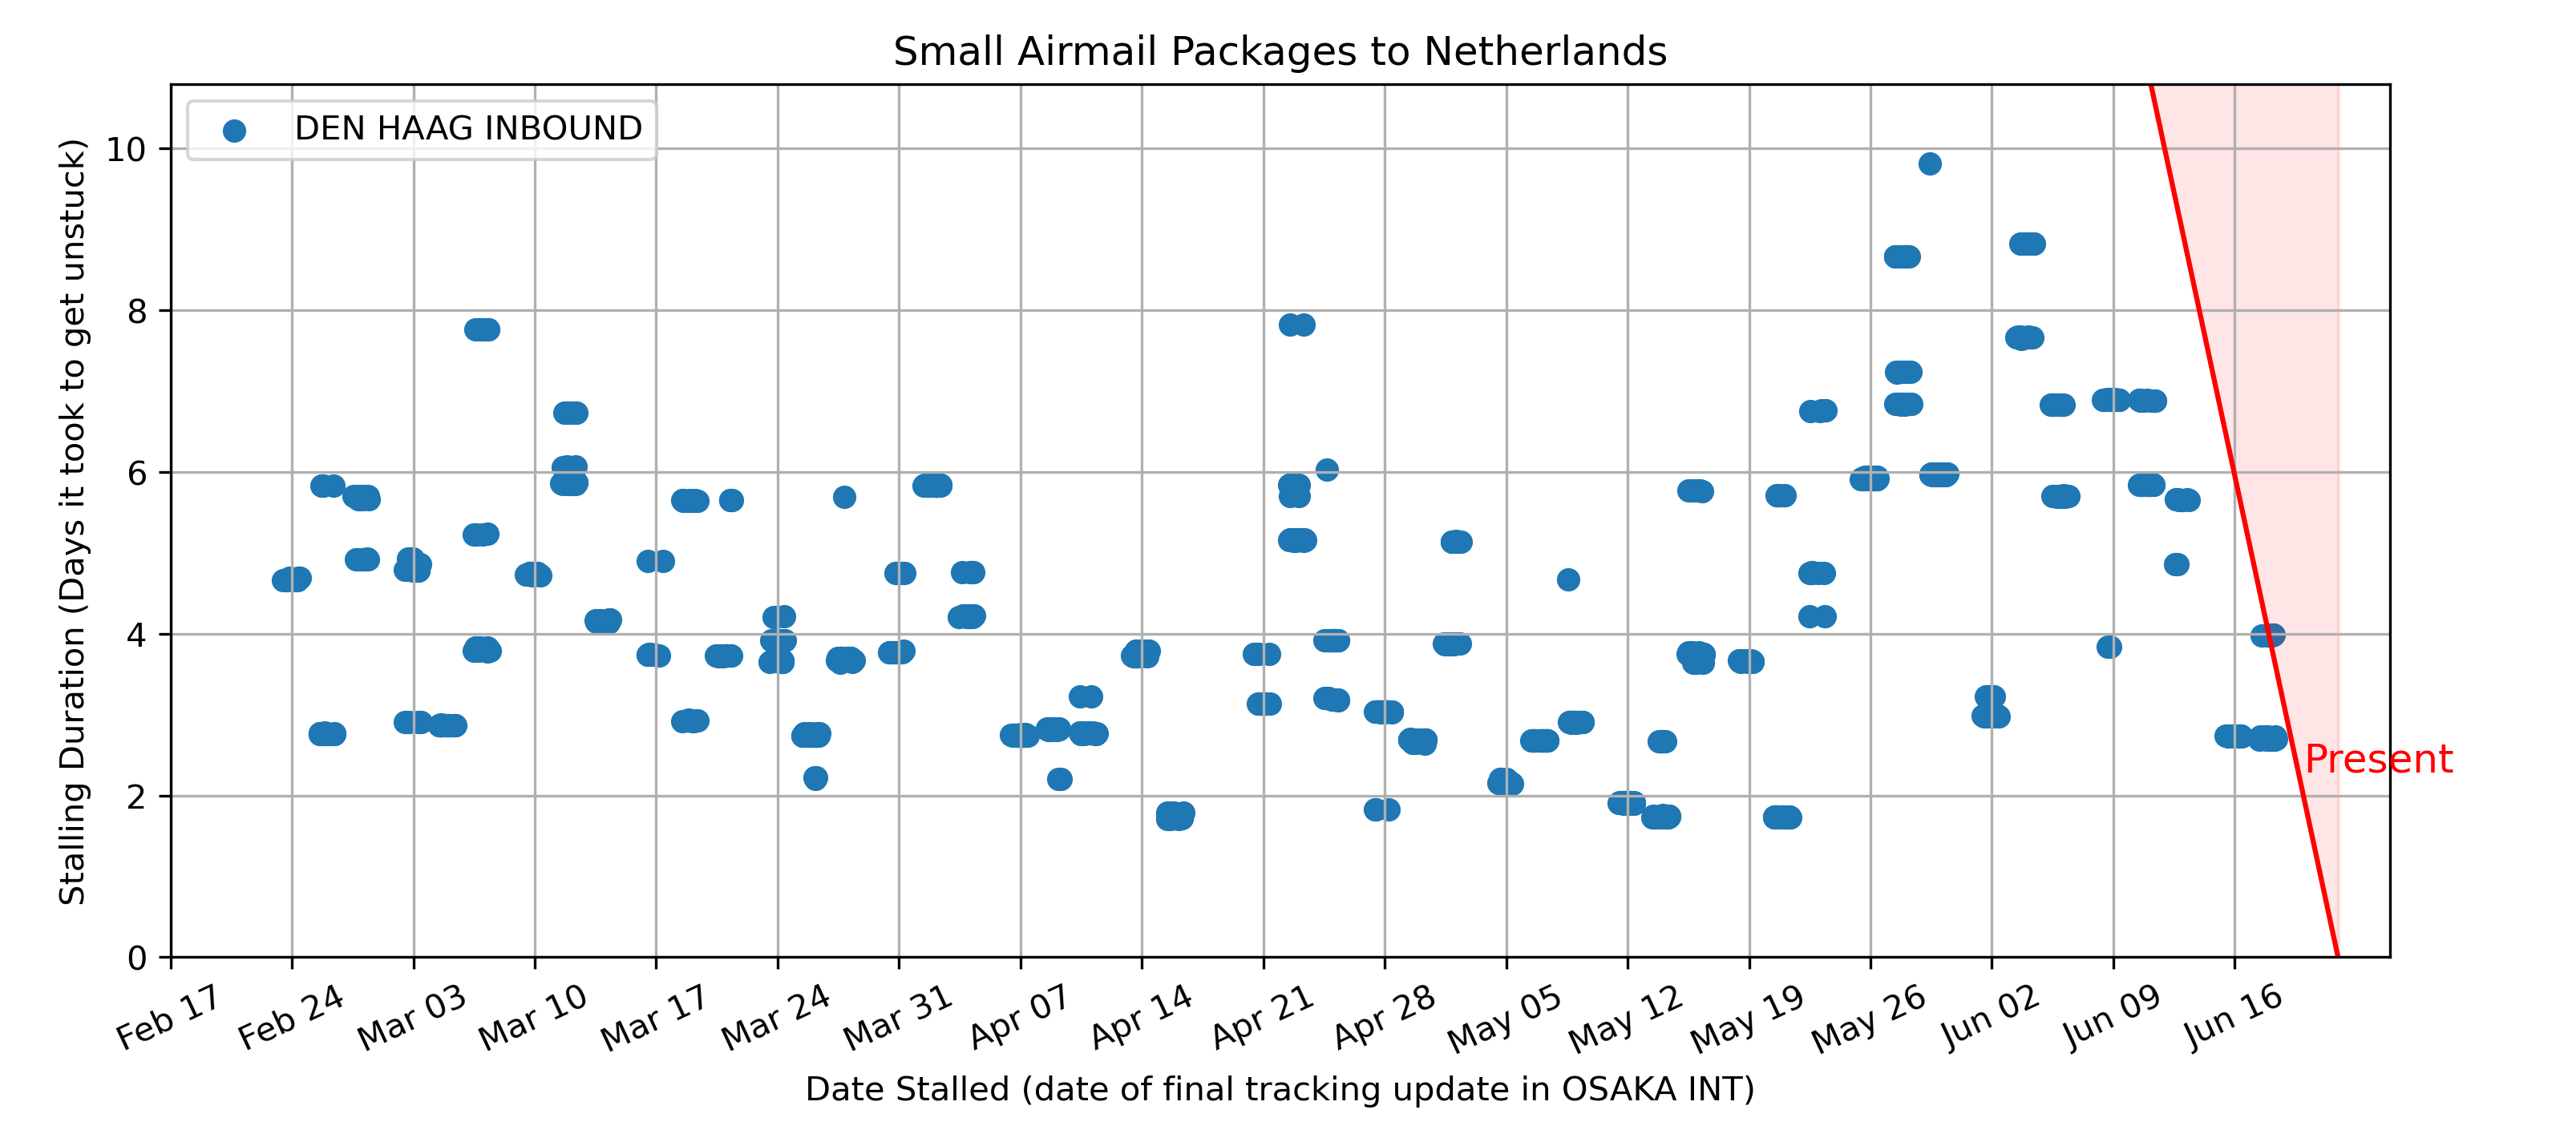 Small Airmail Packages to Netherlands
DEN HAAG INBOUND
Stalling Duration (Days it took to get unstuck)
10
8
6
4
2
0
Present
Feb 17
Feb 24
Mar 03
Mar 10
Mar 17
Mar 24
Mar 31
Apr 07
Apr 14
Apr 21
Apr 28
May 05
May 12
May 19
May 26
Jun 02
Jun 09
Jun 16
Date Stalled (date of final tracking update in OSAKA INT)